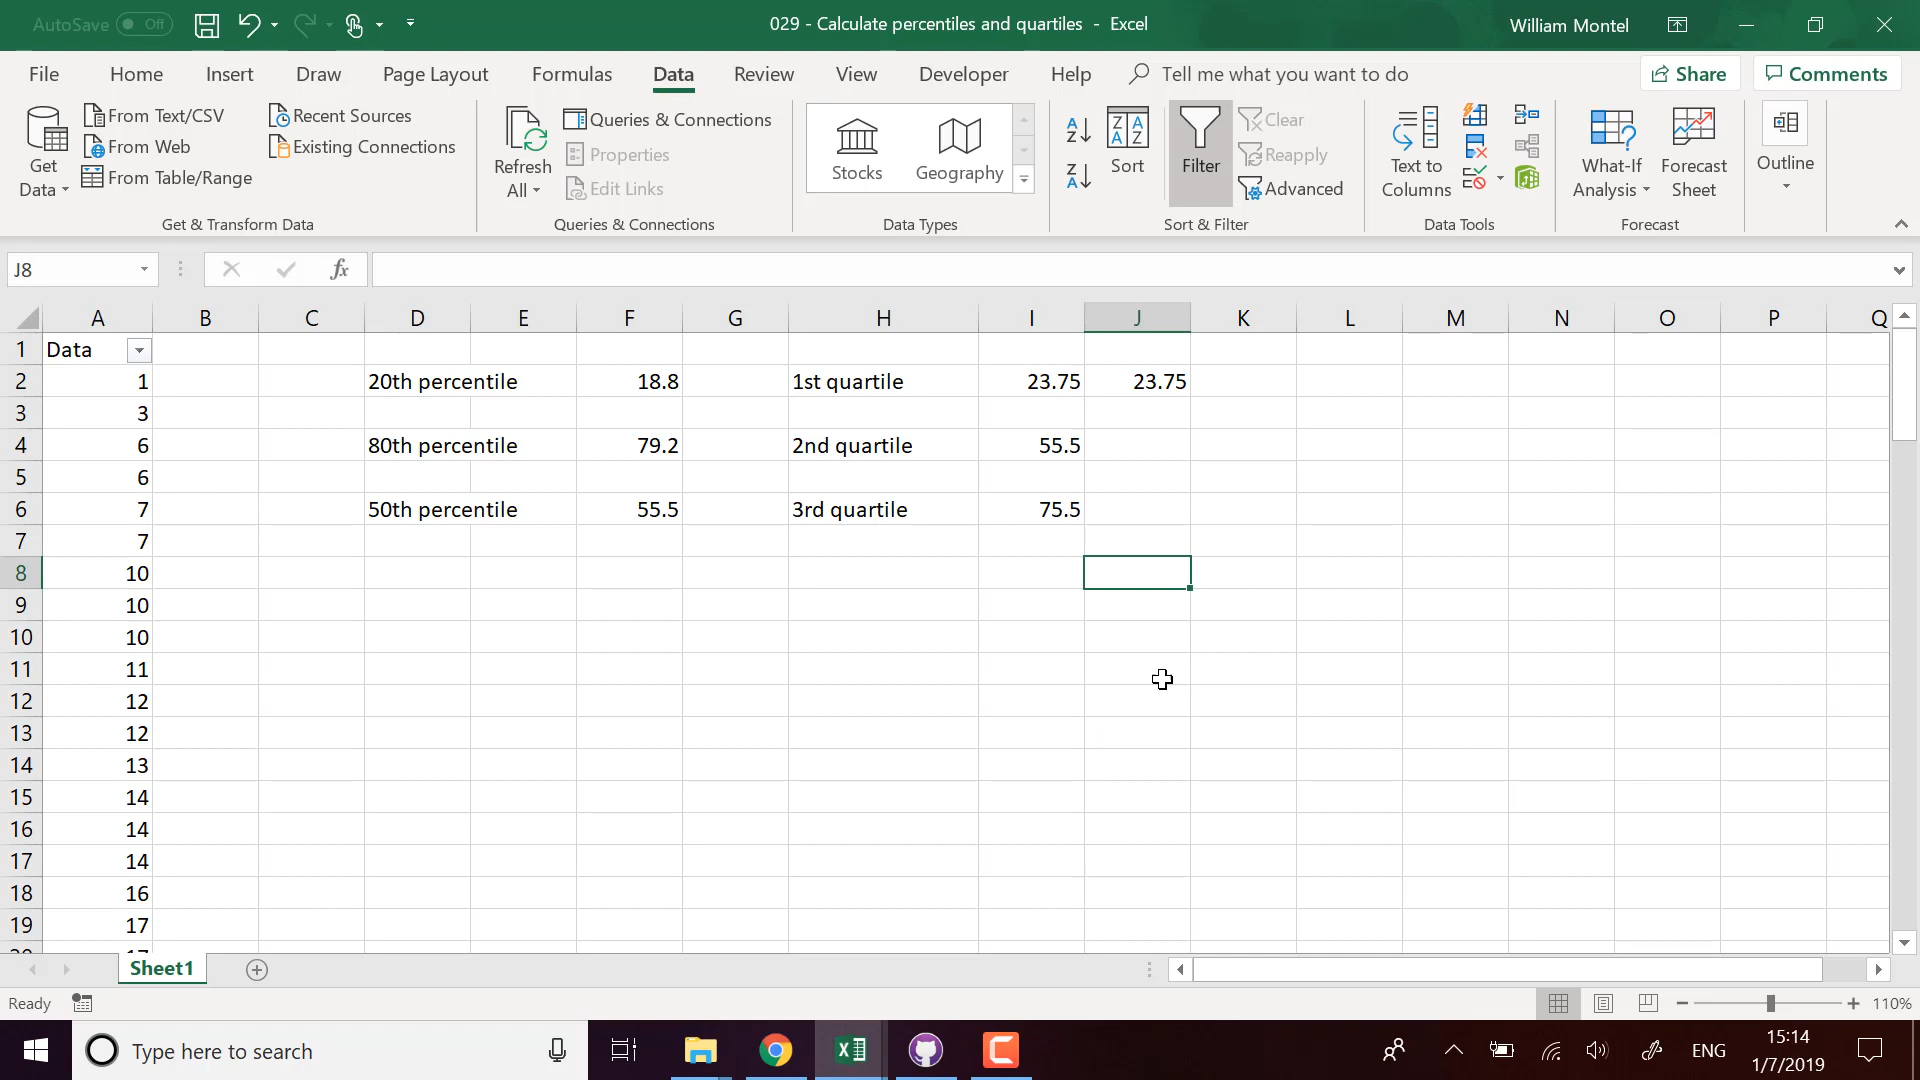 AutoSave Off
029 - Calculate percentiles and quartiles - Excel
William Montel
File Home Insert Draw Page Layout Formulas Data Review View Developer Help Tell me what you want to do Share Comments
Get Data
From Text/CSV
From Web
From Table/Range
Recent Sources
Existing Connections
Get & Transform Data
Refresh All
Queries & Connections
Properties
Edit Links
Queries & Connections
Stocks
Geography
Data Types
Sort
Filter
Clear
Reapply
Advanced
Sort & Filter
Text to Columns
Data Tools
What-If Analysis
Forecast Sheet
Forecast
Outline
J8
fx
A B C D E F G H I J K L M N O P Q
1 Data
2 1 20th percentile 18.8 1st quartile 23.75 23.75
3 3
4 6 80th percentile 79.2 2nd quartile 55.5
5 6
6 7 50th percentile 55.5 3rd quartile 75.5
7 7
8 10
9 10
10 10
11 11
12 12
13 12
14 13
15 14
16 14
17 14
18 16
19 17
Sheet1
Ready
110%
Type here to search
ENG
15:14
1/7/2019